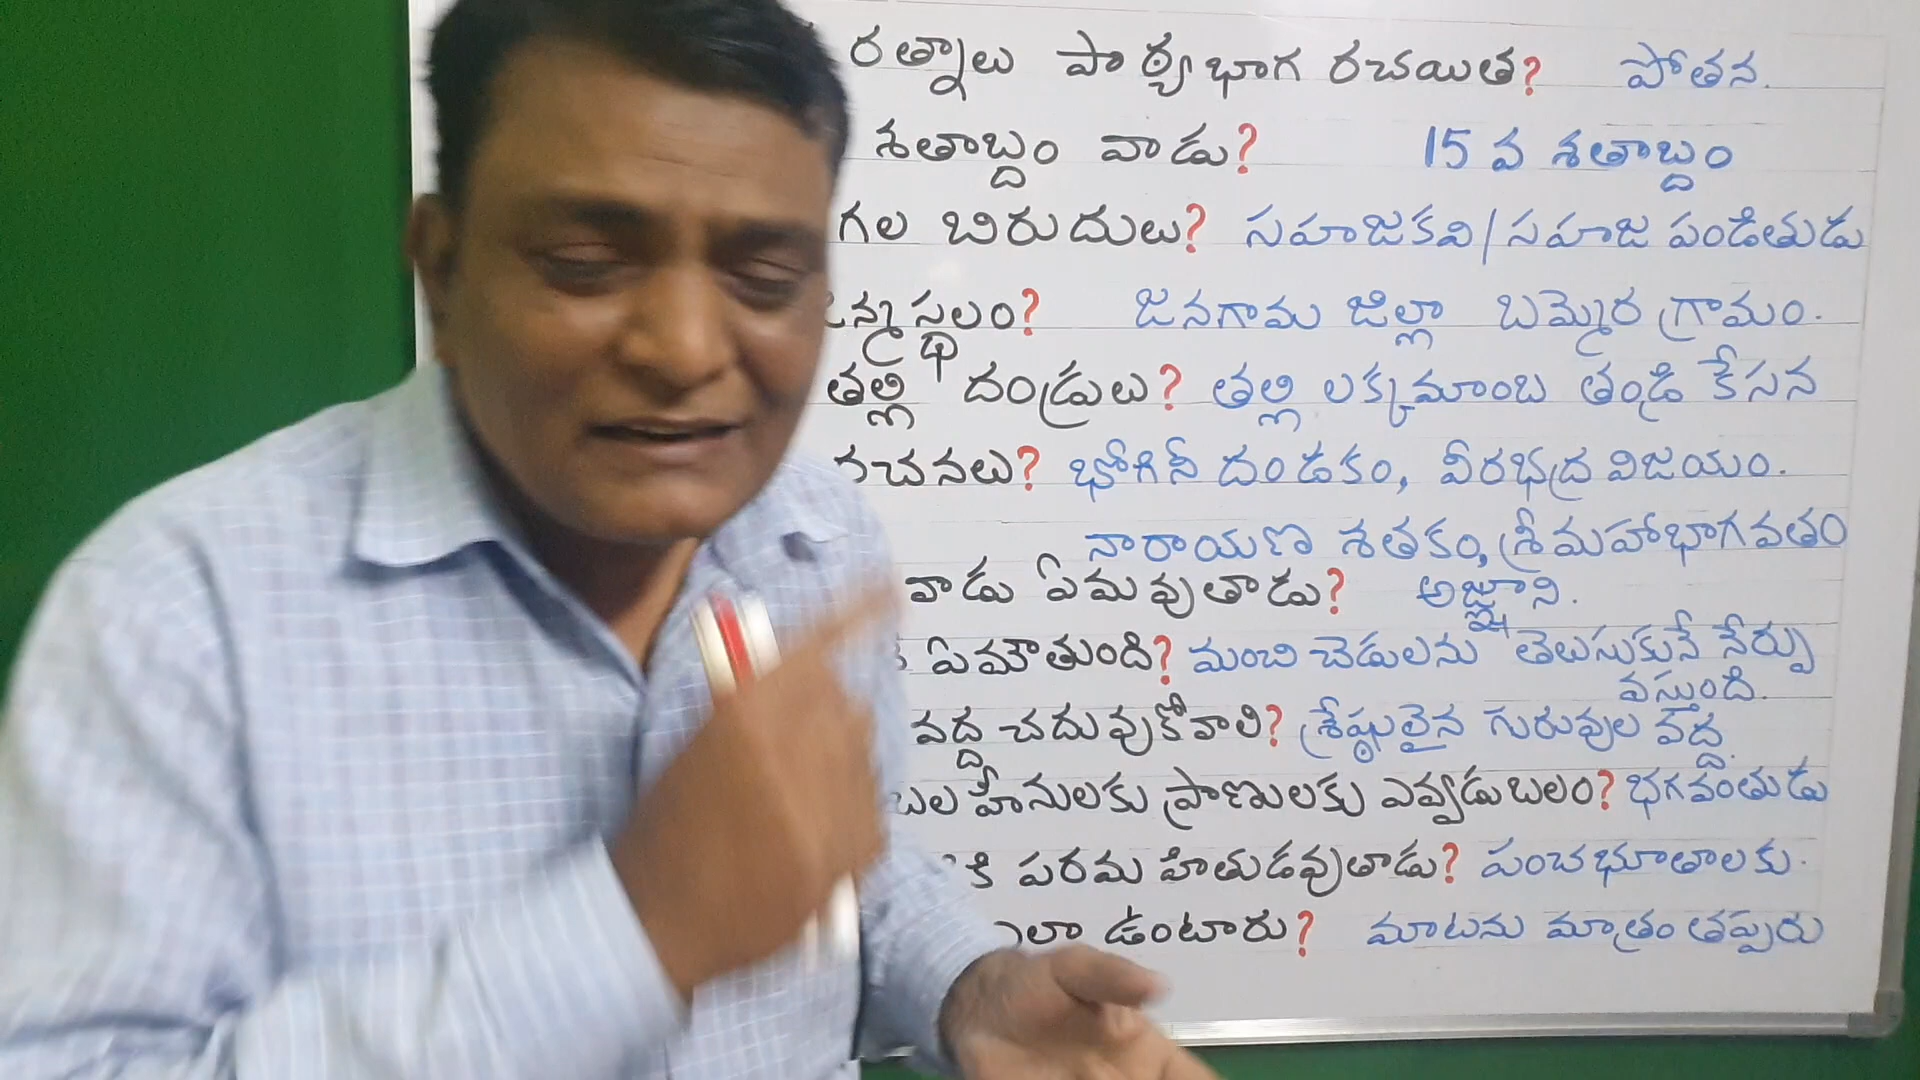 రత్నాలు పాఠ్యభాగ రచయిత? పోతన.
శతాబ్దం వాడు? 15 వ శతాబ్దం
గల బిరుదులు? సహజకవి/సహజ పండితుడు
జన్మస్థలం? జనగామ జిల్లా బమ్మెర గ్రామం.
తల్లి దండ్రులు? తల్లి లక్కమాంబ తండ్రి కేసన
రచనలు? భోగినీ దండకం, వీరభద్ర విజయం.
నారాయణ శతకం, శ్రీమహాభాగవతం
వాడు ఏమవుతాడు? అజ్ఞాని.
ఏమౌతుంది? మంచి చెడులను తెలుసుకునే నేర్పు
వస్తుంది.
వద్ద చదువుకోవాలి? శ్రేష్ఠులైన గురువుల వద్ద.
బల హీనులకు ప్రాణులకు ఎవ్వడు బలం? భగవంతుడు
కి పరమ హితుడవుతాడు? పంచభూతాలకు.
ఎలా ఉంటారు? మాటను మాత్రం తప్పరు